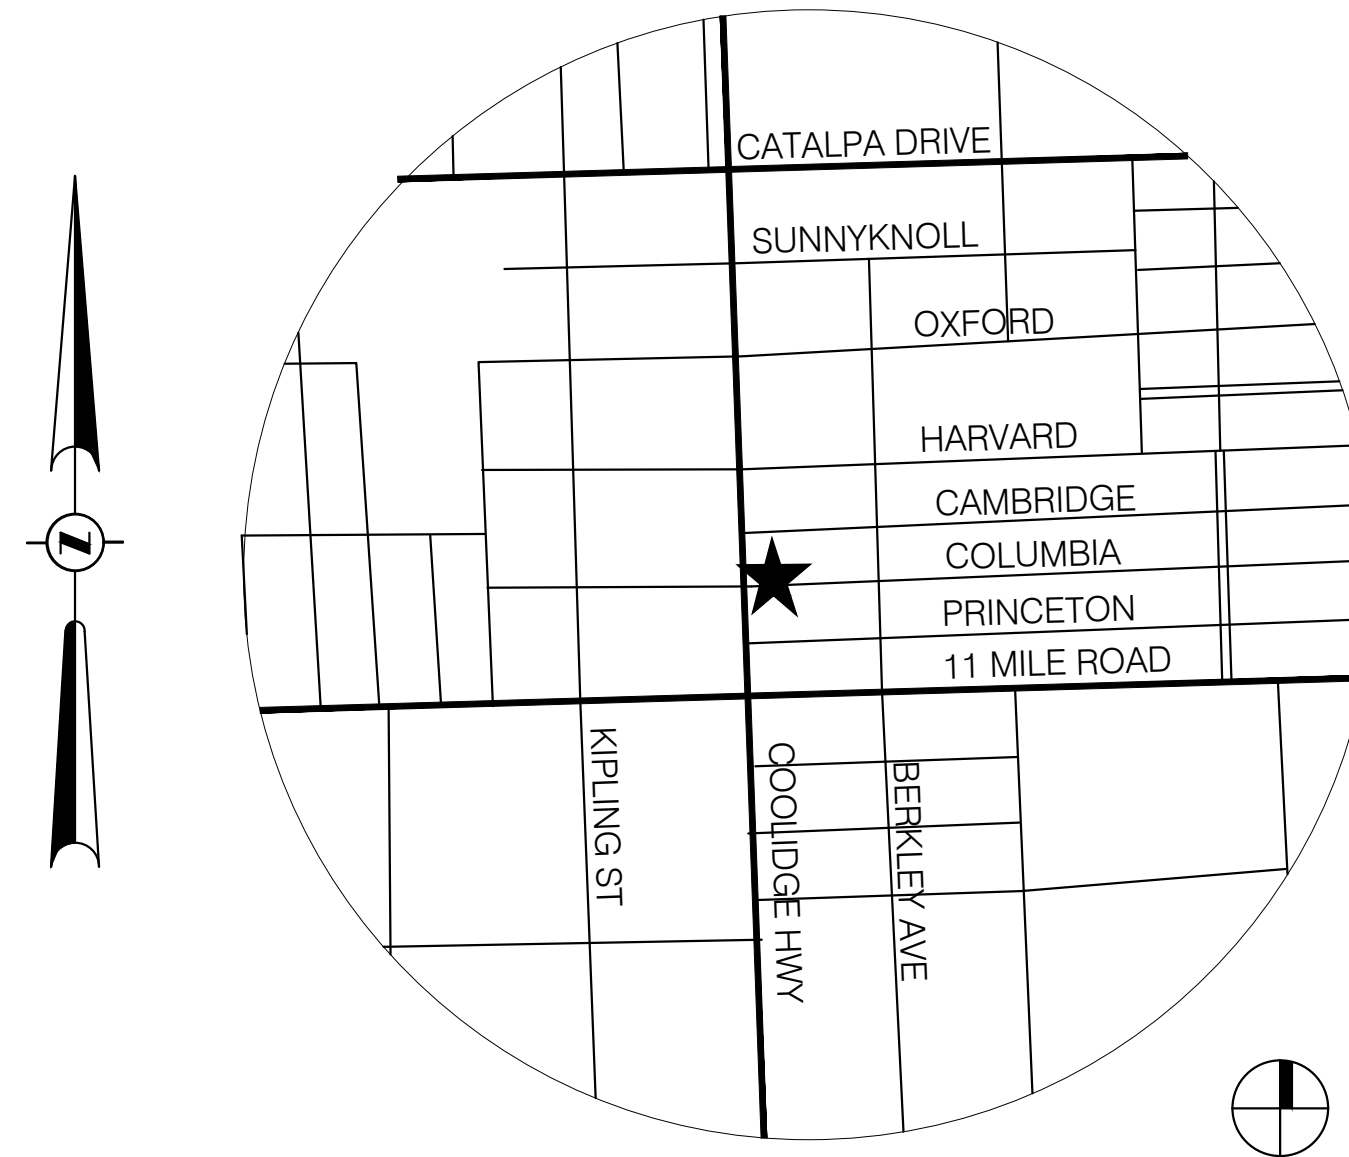 CATALPA DRIVE
SUNNYKNOLL
OXFORD
HARVARD
CAMBRIDGE
COLUMBIA
PRINCETON
11 MILE ROAD
KIPLING ST
COOLIDGE HWY
BERKLEY AVE
N